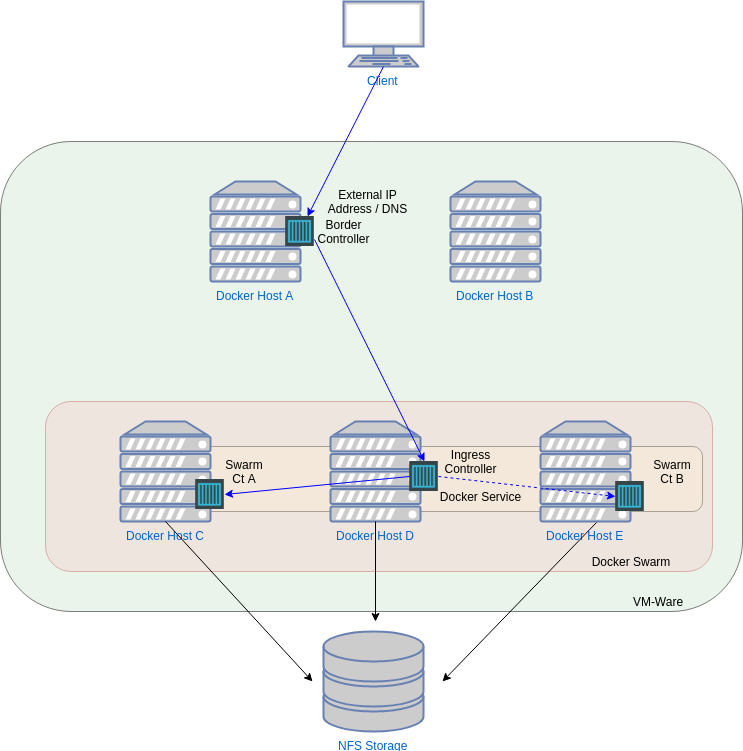 Client
External IP
Address / DNS
Border
Controller
Docker Host A
Docker Host B
Swarm
Ct A
Ingress
Controller
Docker Service
Swarm
Ct B
Docker Host C
Docker Host D
Docker Host E
Docker Swarm
VM-Ware
NFS Storage